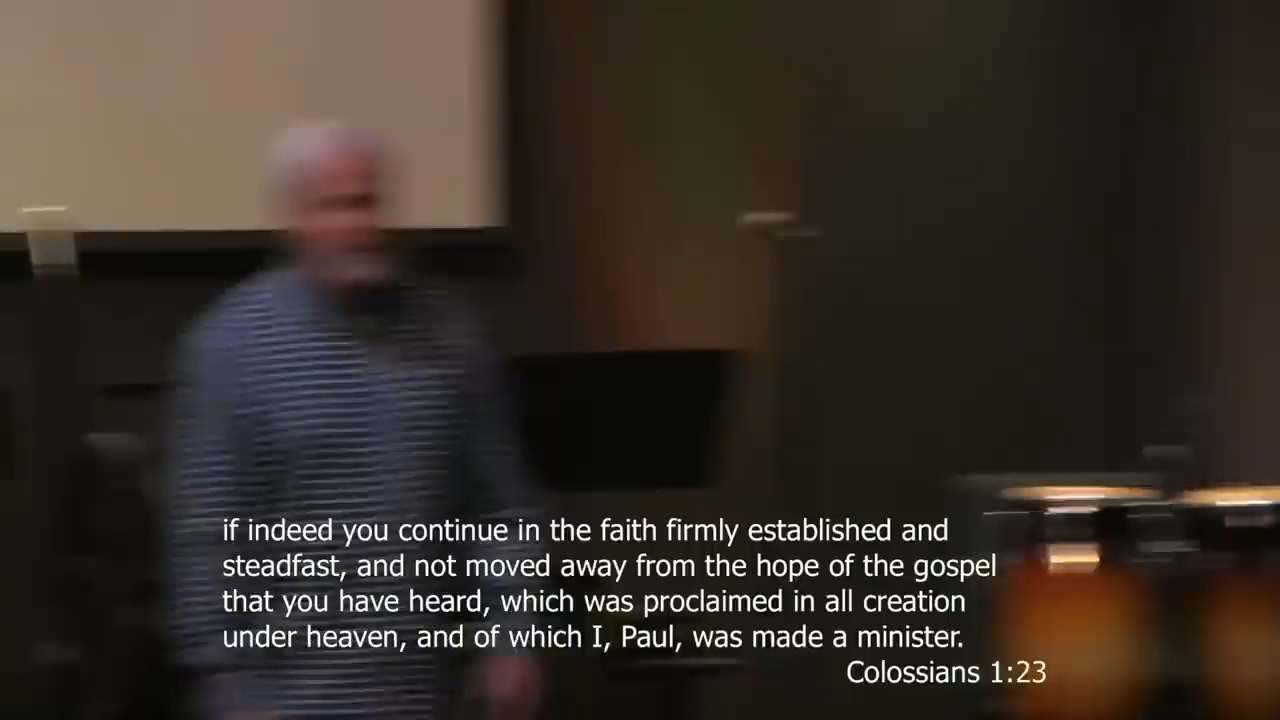 if indeed you continue in the faith firmly established and
steadfast, and not moved away from the hope of the gospel
that you have heard, which was proclaimed in all creation
under heaven, and of which I, Paul, was made a minister.
Colossians 1:23